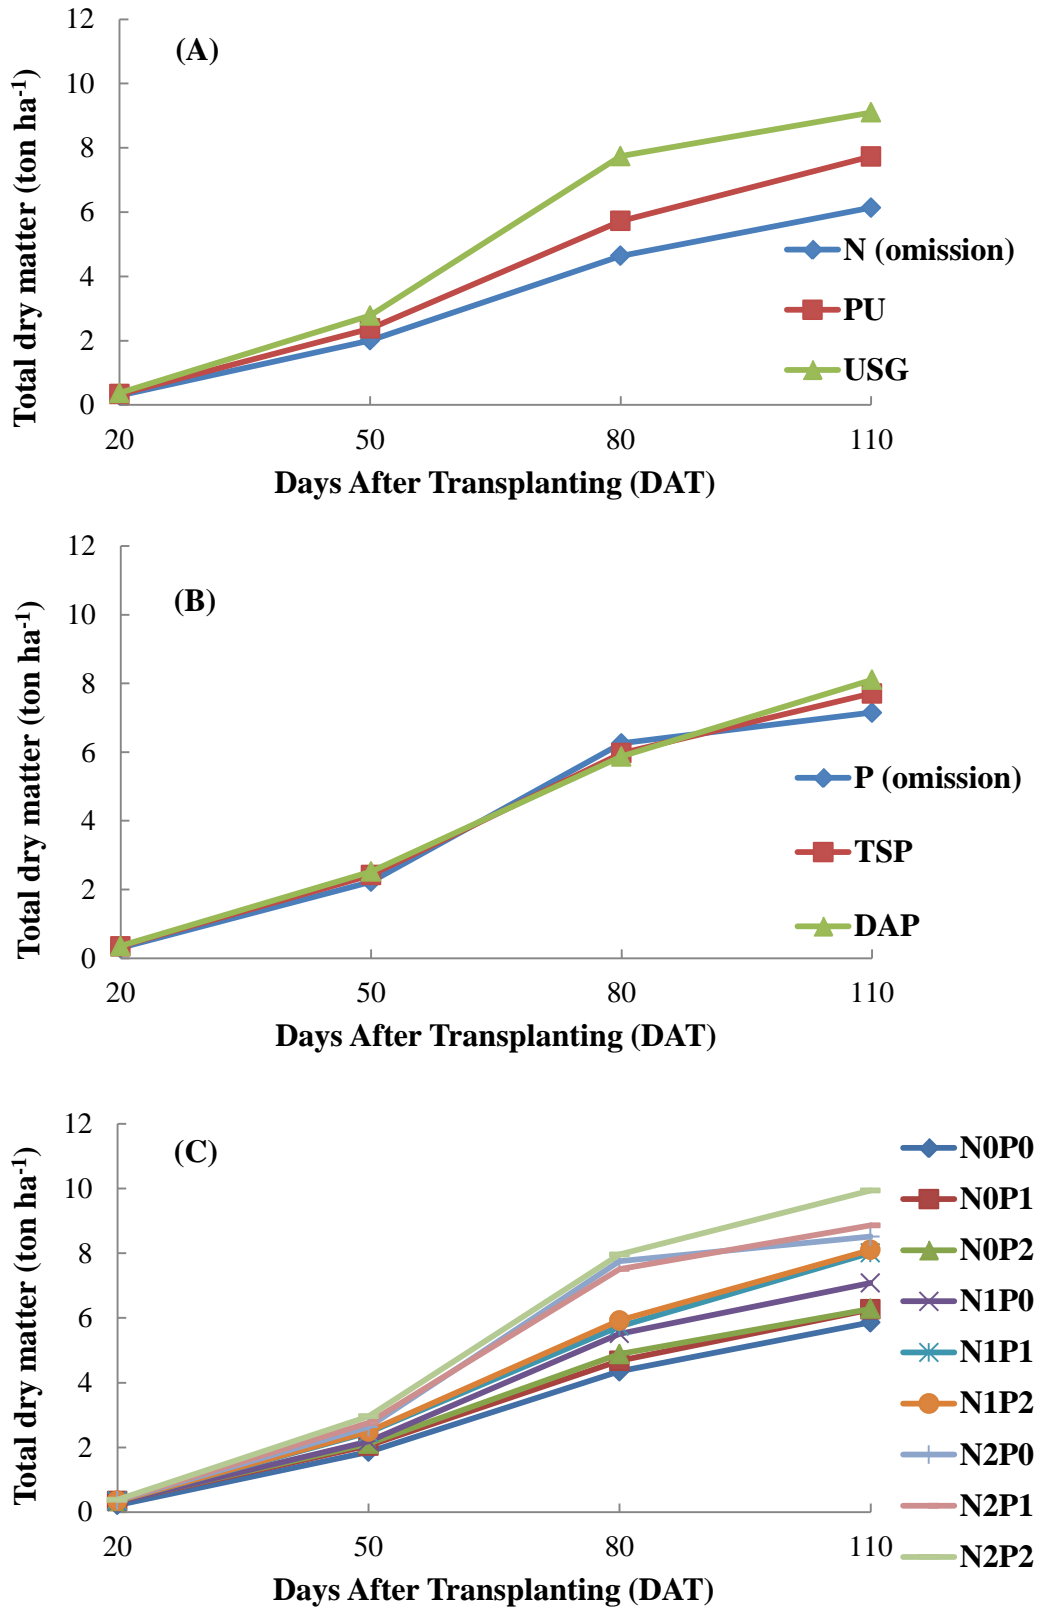 (A)
Total dry matter (ton ha-1)
12
10
8
6
4
2
0
20 50 80 110
Days After Transplanting (DAT)
N (omission)
PU
USG
(B)
Total dry matter (ton ha-1)
12
10
8
6
4
2
0
20 50 80 110
Days After Transplanting (DAT)
P (omission)
TSP
DAP
(C)
Total dry matter (ton ha-1)
12
10
8
6
4
2
0
20 50 80 110
Days After Transplanting (DAT)
N0P0
N0P1
N0P2
N1P0
N1P1
N1P2
N2P0
N2P1
N2P2